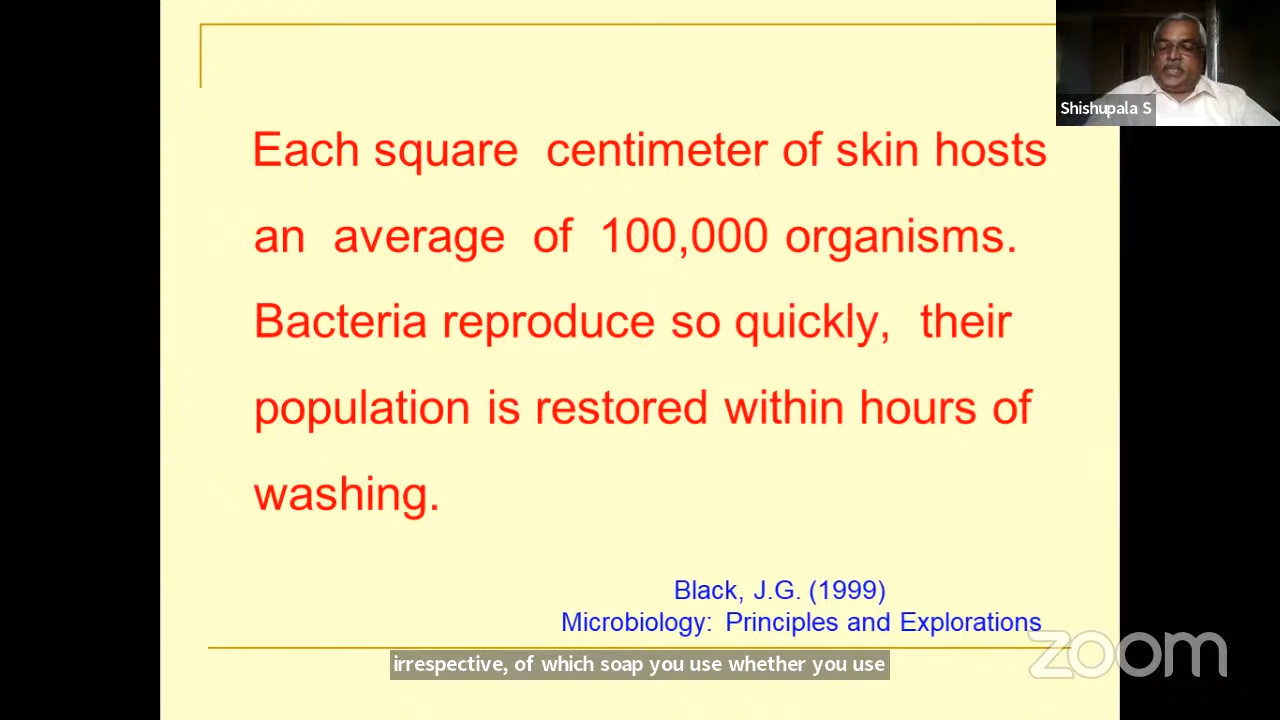 Shishupala S
Each square centimeter of skin hosts
an average of 100,000 organisms.
Bacteria reproduce so quickly, their
population is restored within hours of
washing.
Black, J.G. (1999)
Microbiology: Principles and Explorations
zoom
irrespective, of which soap you use whether you use